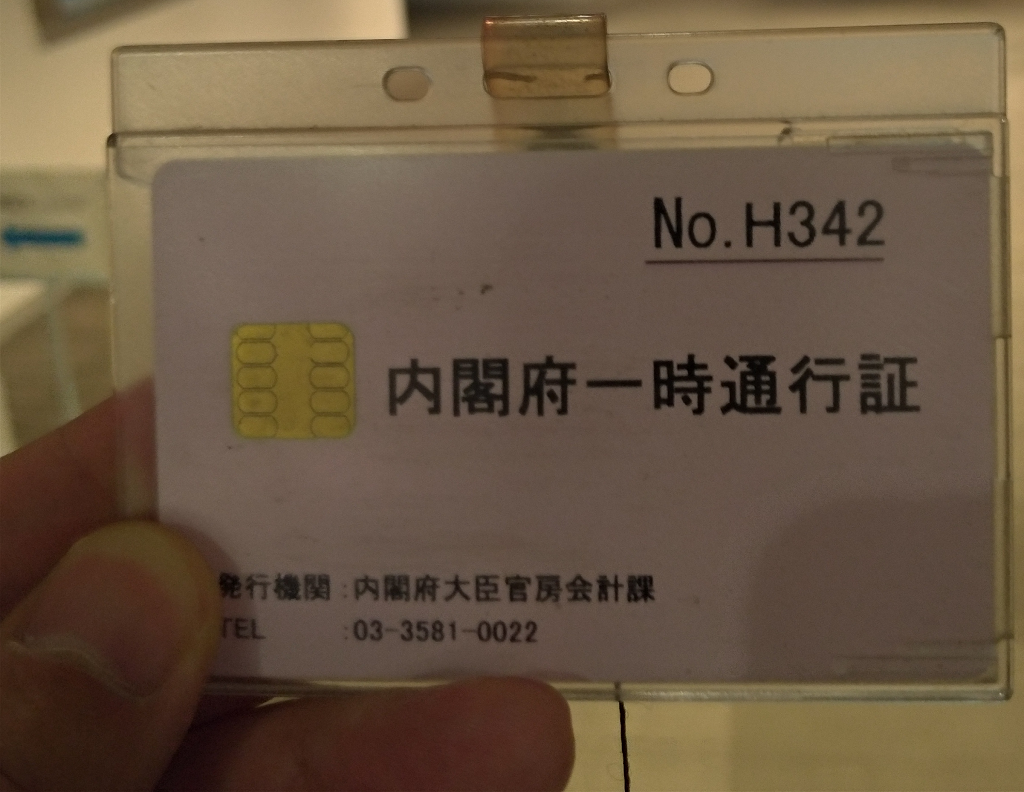 No.H342
内閣府一時通行証
発行機関:内閣府大臣官房会計課
TEL :03-3581-0022